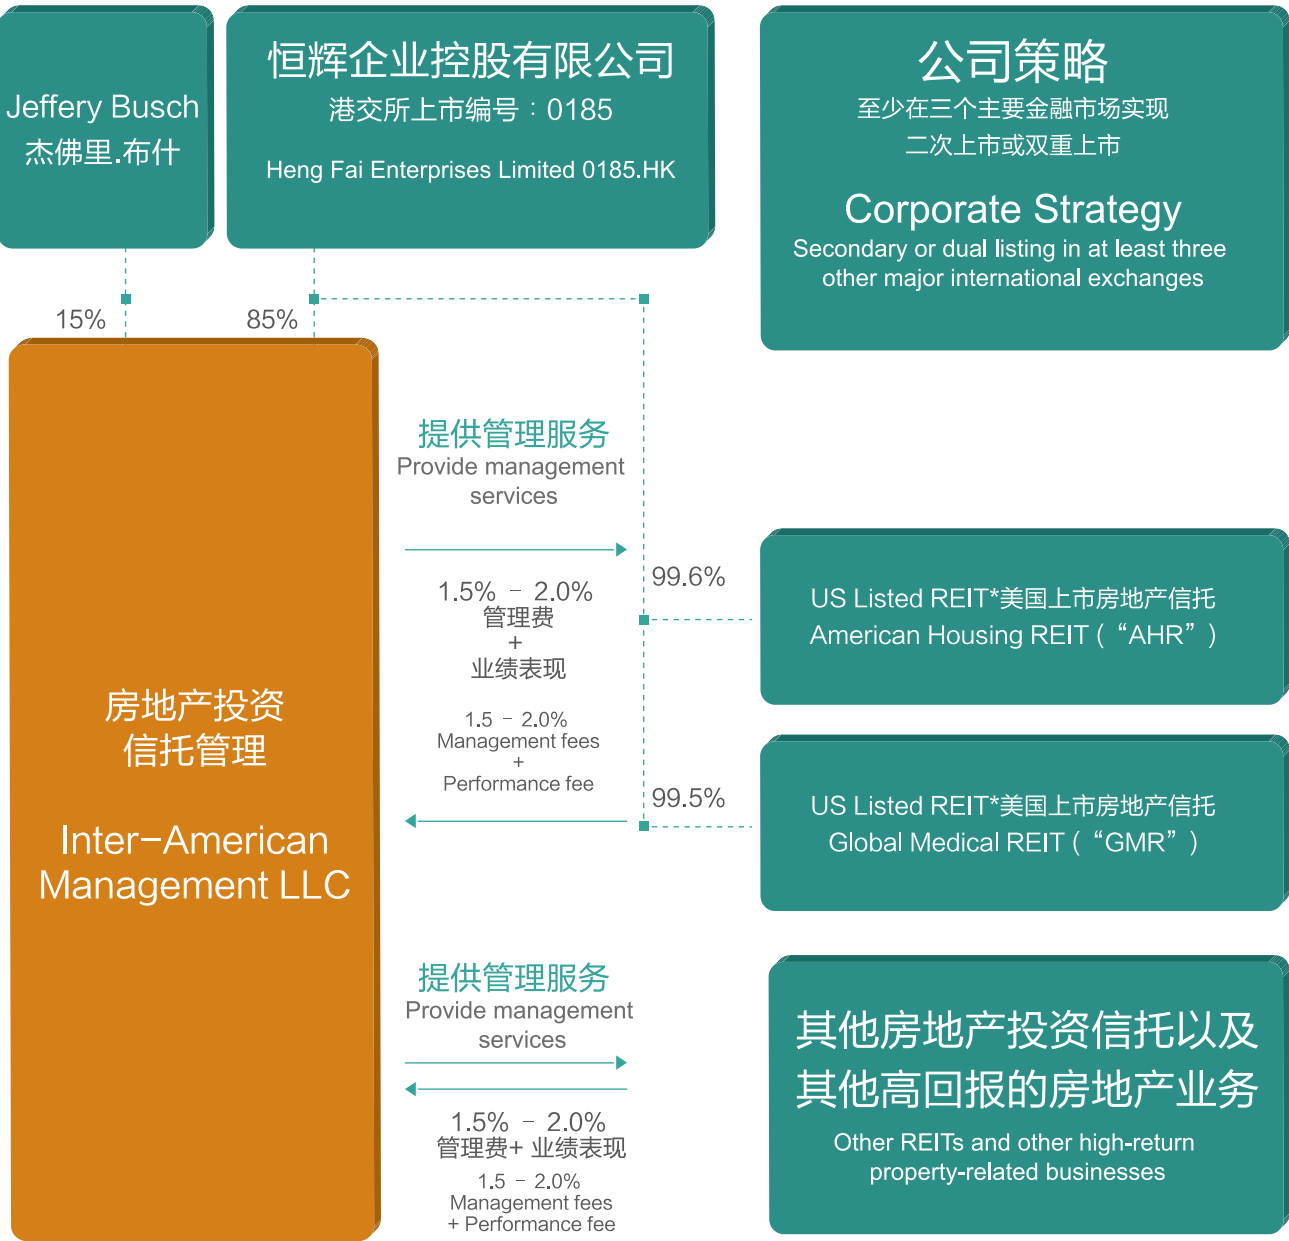 Jeffery Busch
杰佛里.布什
恒辉企业控股有限公司
港交所上市编号：0185
Heng Fai Enterprises Limited 0185.HK
公司策略
至少在三个主要金融市场实现
二次上市或双重上市
Corporate Strategy
Secondary or dual listing in at least three
other major international exchanges
15%
85%
房地产投资
信托管理
Inter-American
Management LLC
提供管理服务
Provide management
services
1.5% - 2.0%
管理费
+
业绩表现
1.5 - 2.0%
Management fees
+
Performance fee
99.6%
US Listed REIT*美国上市房地产信托
American Housing REIT (“AHR”)
99.5%
US Listed REIT*美国上市房地产信托
Global Medical REIT (“GMR”)
提供管理服务
Provide management
services
1.5% - 2.0%
管理费+ 业绩表现
1.5 - 2.0%
Management fees
+ Performance fee
其他房地产投资信托以及
其他高回报的房地产业务
Other REITs and other high-return
property-related businesses